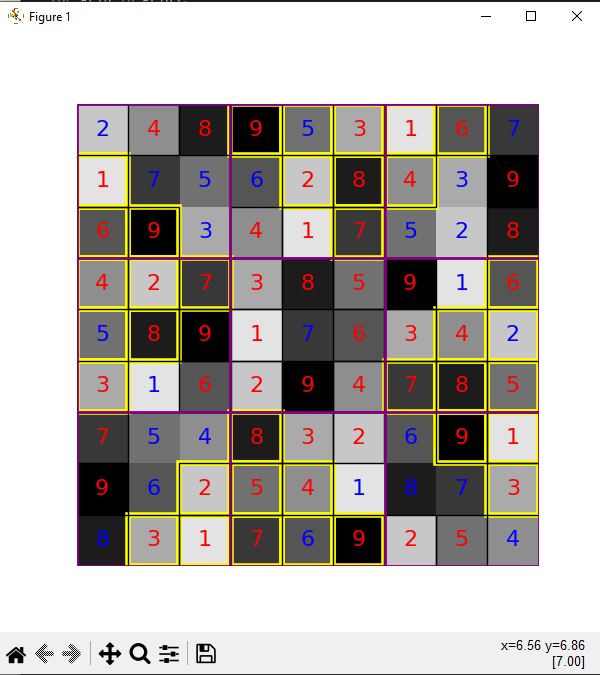 Figure 1
2 4 8 9 5 3 1 6 7
1 7 5 6 2 8 4 3 9
6 9 3 4 1 7 5 2 8
4 2 7 3 8 5 9 1 6
5 8 9 1 7 6 3 4 2
3 1 6 2 9 4 7 8 5
7 5 4 8 3 2 6 9 1
9 6 2 5 4 1 8 7 3
8 3 1 7 6 9 2 5 4
x=6.56 y=6.86
[7.00]